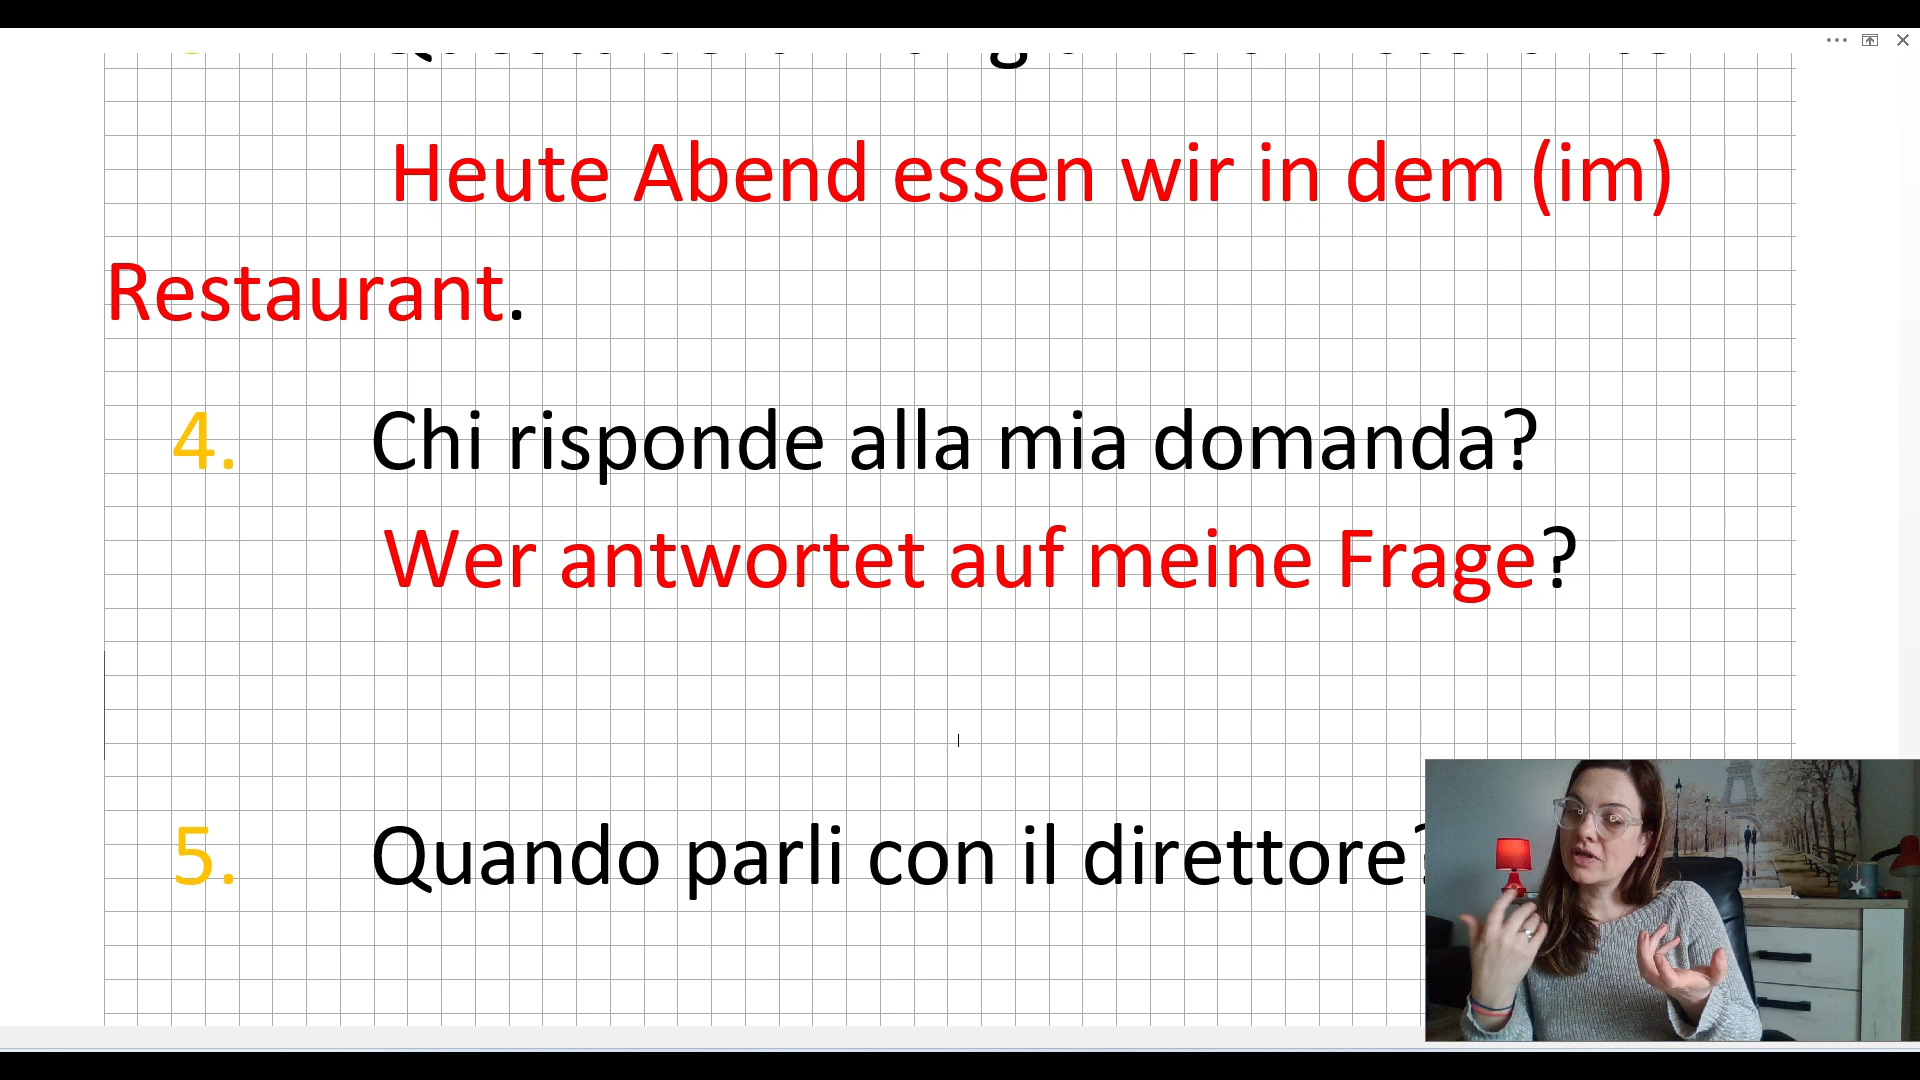 Heute Abend essen wir in dem (im)
Restaurant.
4. Chi risponde alla mia domanda?
Wer antwortet auf meine Frage?
5. Quando parli con il direttore?